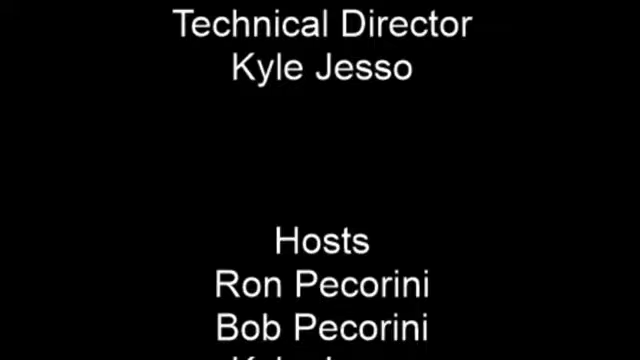 Technical Director
Kyle Jesso
Hosts
Ron Pecorini
Bob Pecorini